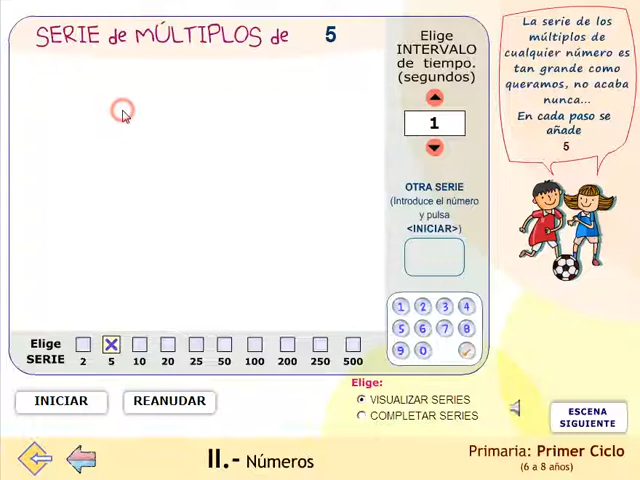 SERIE de MÚLTIPLOS de 5
Elige
INTERVALO
de tiempo.
(segundos)
1
OTRA SERIE
(Introduce el número
y pulsa
<INICIAR>)
1 2 3 4
5 6 7 8
9 0
La serie de los
múltiplos de
cualquier número es
tan grande como
queramos, no acaba
nunca...
En cada paso se
añade
5
Elige
SERIE
2 5 10 20 25 50 100 200 250 500
INICIAR
REANUDAR
Elige:
VISUALIZAR SERIES
COMPLETAR SERIES
ESCENA
SIGUIENTE
II.- Números
Primaria: Primer Ciclo
(6 a 8 años)